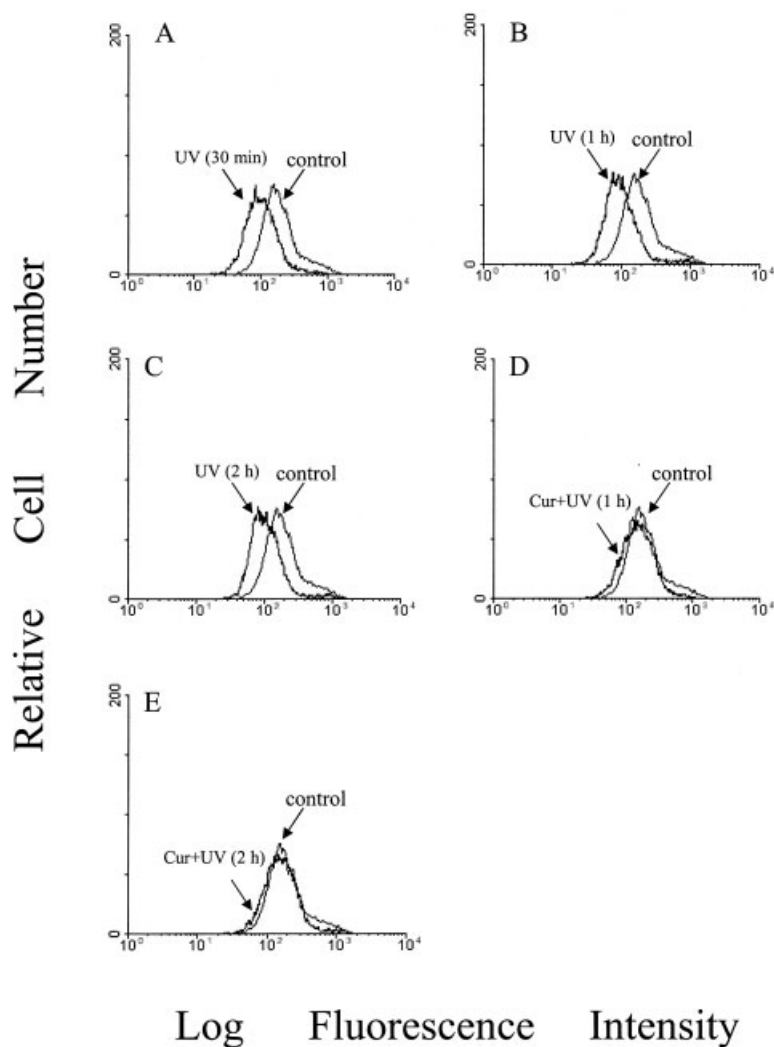 A
200
UV (30 min)
control
0
10^0 10^1 10^2 10^3 10^4
B
200
UV (1 h)
control
0
10^0 10^1 10^2 10^3 10^4
C
200
UV (2 h)
control
0
10^0 10^1 10^2 10^3 10^4
D
200
control
Cur+UV (1 h)
0
10^0 10^1 10^2 10^3 10^4
E
200
control
Cur+UV (2 h)
0
10^0 10^1 10^2 10^3 10^4
Relative Cell Number
Log Fluorescence Intensity